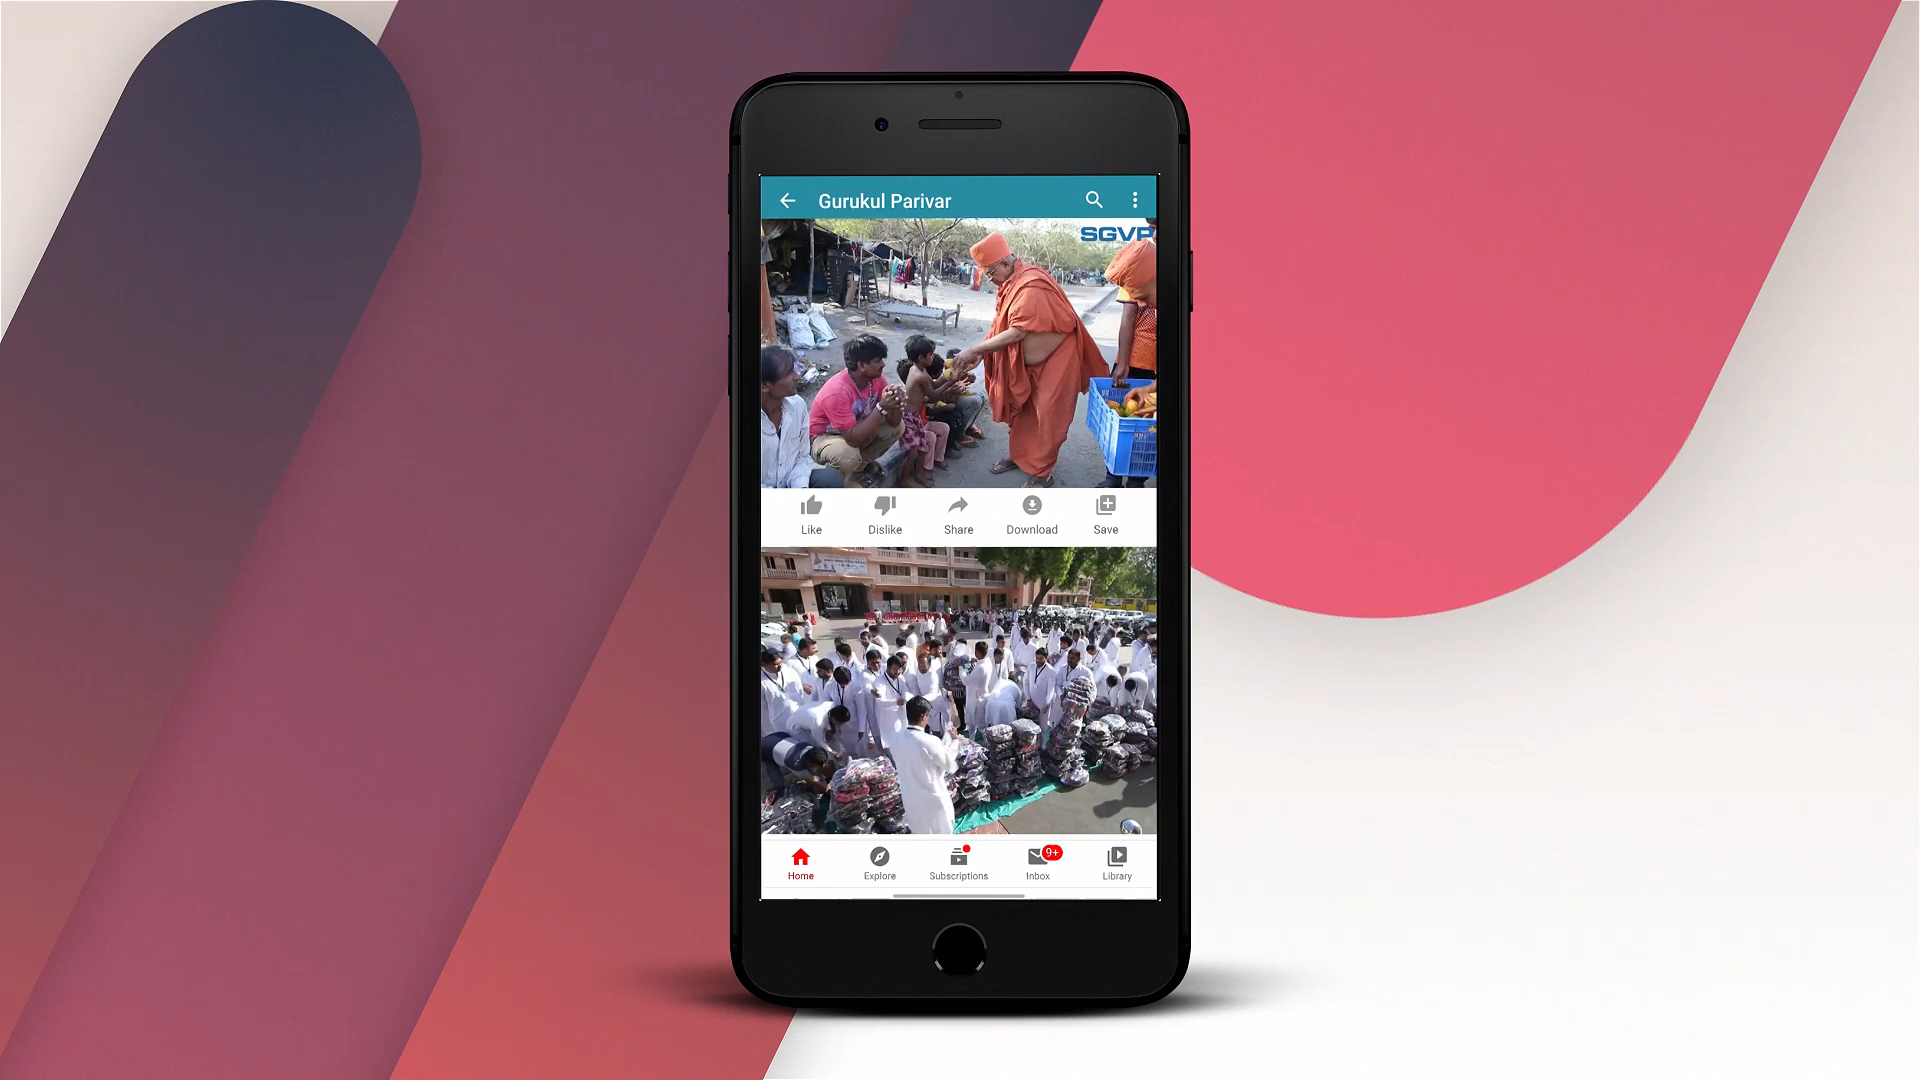 Gurukul Parivar
SGVP
Like
Dislike
Share
Download
Save
9+
Home
Explore
Subscriptions
Inbox
Library